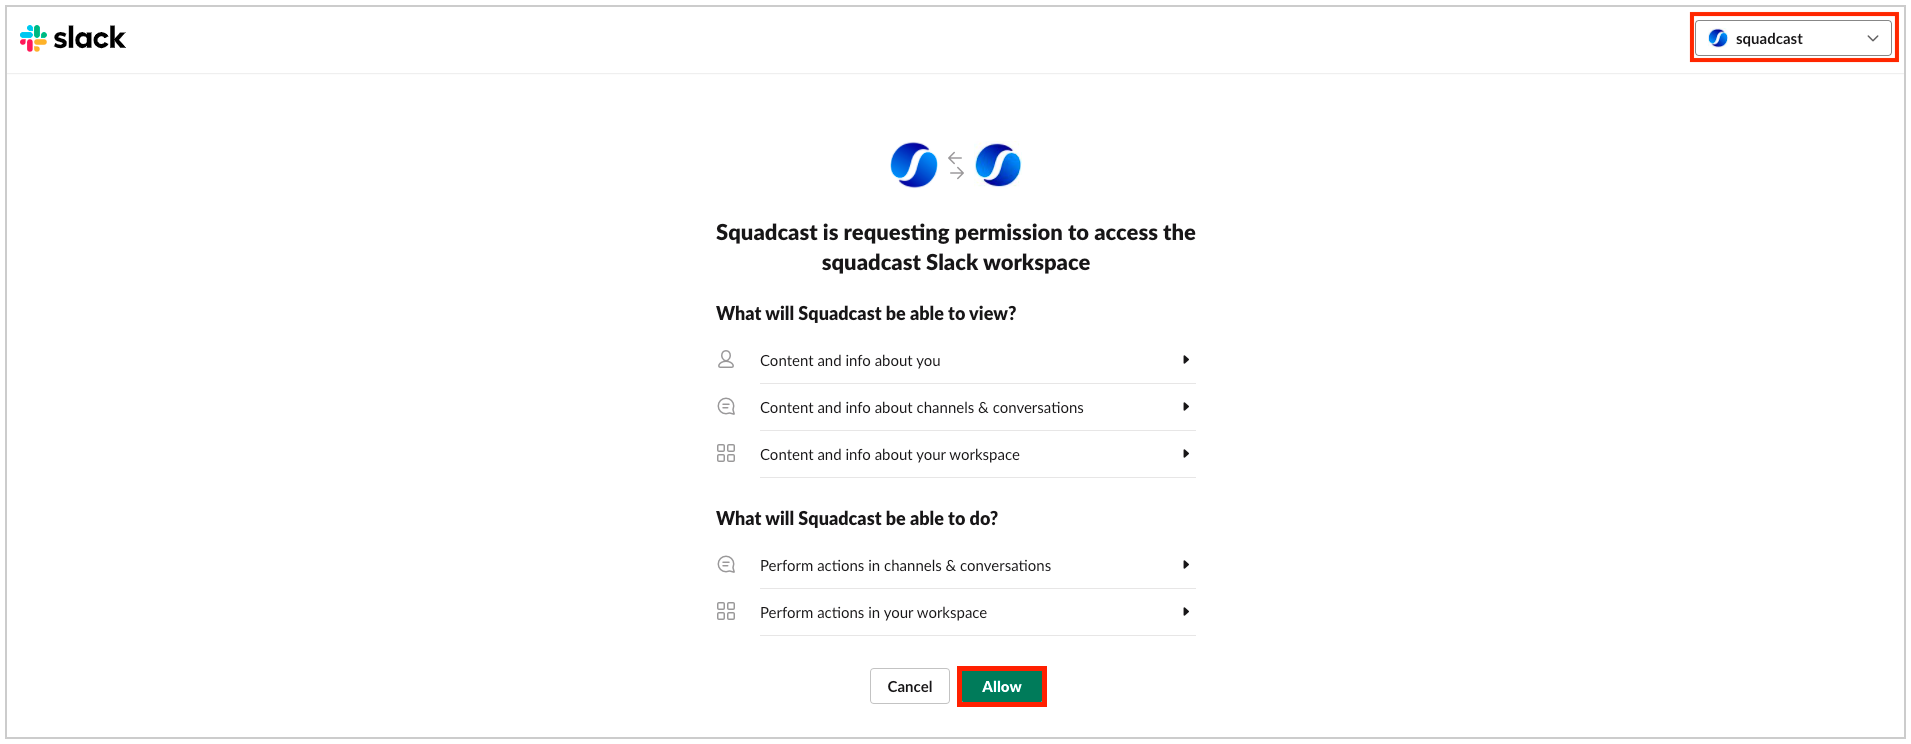 slack
squadcast
Squadcast is requesting permission to access the
squadcast Slack workspace
What will Squadcast be able to view?
Content and info about you
Content and info about channels & conversations
Content and info about your workspace
What will Squadcast be able to do?
Perform actions in channels & conversations
Perform actions in your workspace
Cancel
Allow